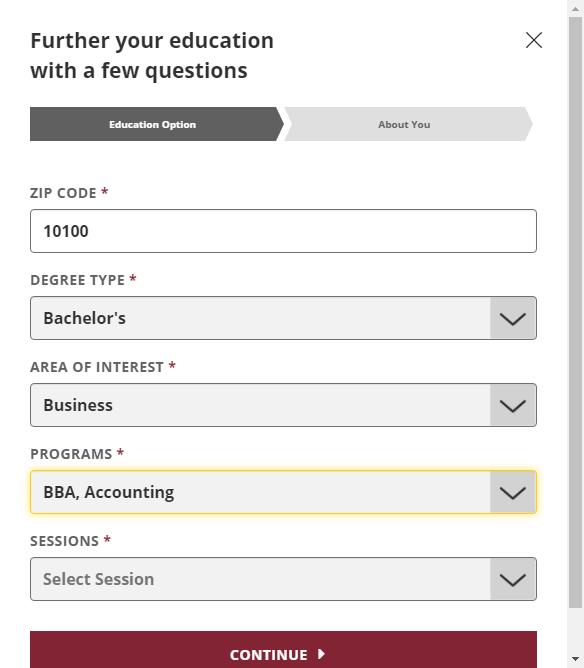 Further your education
with a few questions
Education Option
About You
ZIP CODE *
10100
DEGREE TYPE *
Bachelor's
AREA OF INTEREST *
Business
PROGRAMS *
BBA, Accounting
SESSIONS *
Select Session
CONTINUE